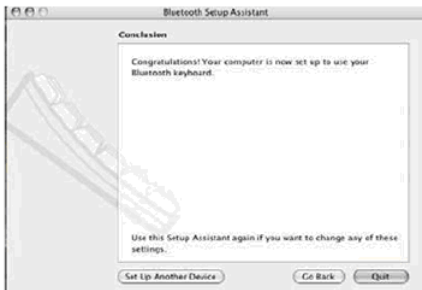 Bluetooth Setup Assistant
Conclusion
Congratulations! Your computer is now set up to use your
Bluetooth keyboard.
Use this Setup Assistant again if you want to change any of these
settings.
Set Up Another Device
Go Back
Quit